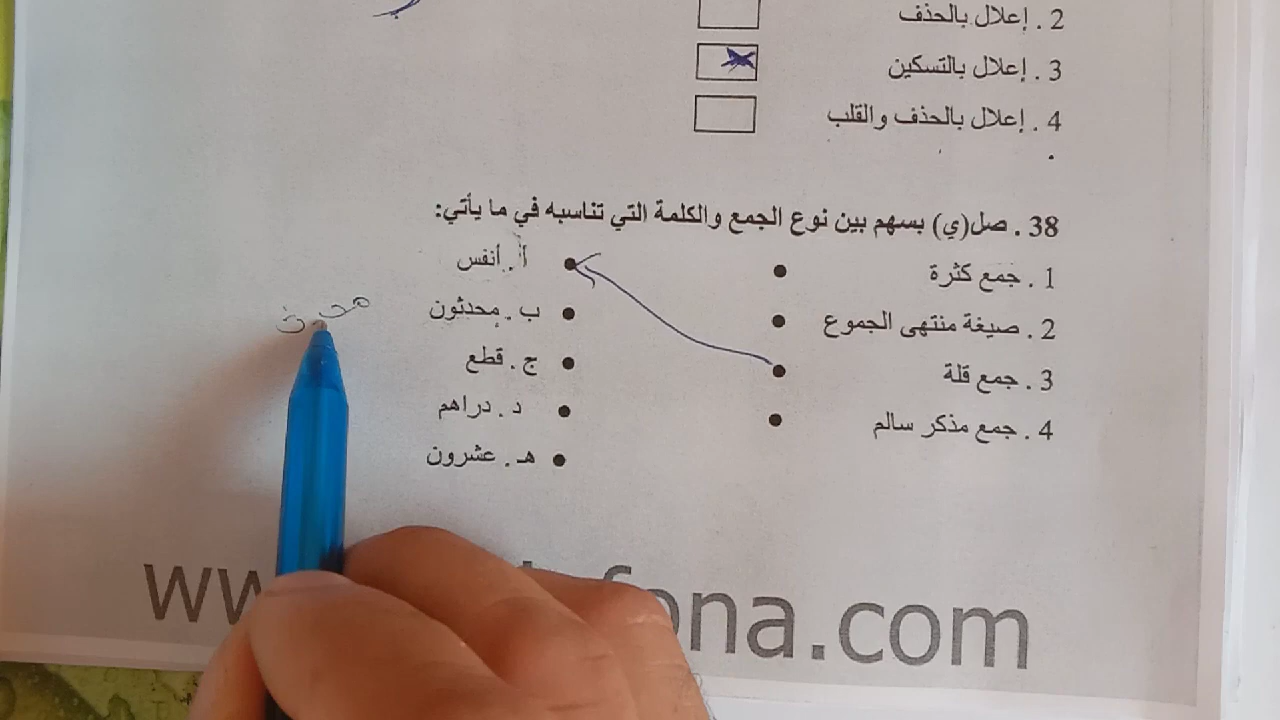 2 . إعلال بالحذف
3 . إعلال بالتسكين
4 . إعلال بالحذف والقلب
38 . صل(ي) بسهم بين نوع الجمع والكلمة التي تناسبه في ما يأتي:
1 . جمع كثرة
أ . أنفس
2 . صيغة منتهى الجموع
ب . محدثون
3 . جمع قلة
ج . قطع
4 . جمع مذكر سالم
د . دراهم
هـ . عشرون
ona.com